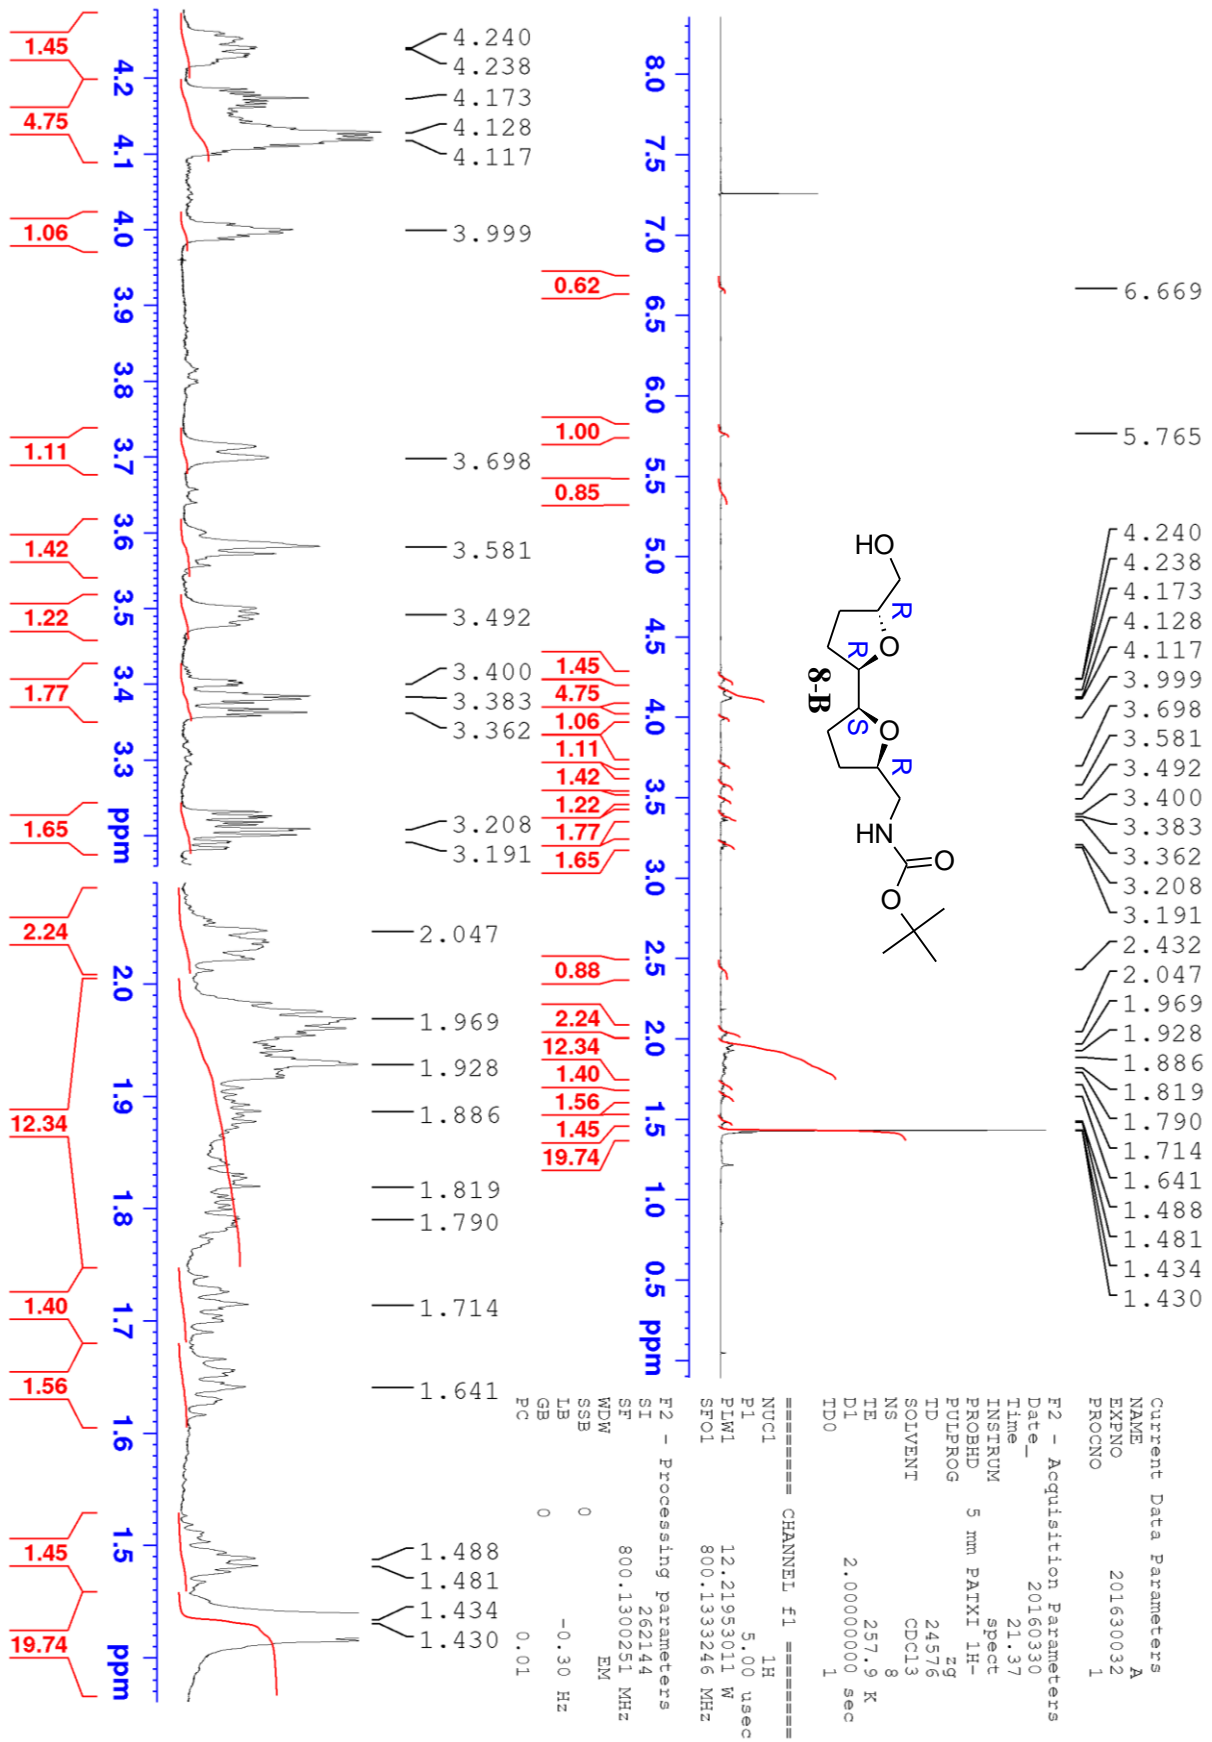 6.669
5.765
4.240
4.238
4.173
4.128
4.117
3.999
3.698
3.581
3.492
3.400
3.383
3.362
3.208
3.191
2.432
2.047
1.969
1.928
1.886
1.819
1.790
1.714
1.641
1.488
1.481
1.434
1.430
HO
R
O
R
S
O
R
NH
O
O
8-B
8.0 7.5 7.0 6.5 6.0 5.5 5.0 4.5 4.0 3.5 3.0 2.5 2.0 1.5 1.0 0.5 ppm
0.62
1.00
0.85
1.45
4.75
1.06
1.11
1.42
1.22
1.77
1.65
0.88
2.24
12.34
1.40
1.56
1.45
19.74
Current Data Parameters
NAME A
EXPNO 201630032
PROCNO 1
F2 - Acquisition Parameters
Date_ 20160330
Time 21.37
INSTRUM spect
PROBHD 5 mm PATXI 1H-
PULPROG zg
TD 24576
SOLVENT CDCl3
NS 8
TE 257.9 K
D1 2.00000000 sec
TD0 1
======== CHANNEL f1 ========
NUC1 1H
P1 5.00 usec
PLW1 12.21953011 W
SFO1 800.1333246 MHz
F2 - Processing parameters
SI 262144
SF 800.1300251 MHz
WDW EM
SSB 0
LB -0.30 Hz
GB 0
PC 0.01
4.240
4.238
4.173
4.128
4.117
3.999
3.698
3.581
3.492
3.400
3.383
3.362
3.208
3.191
4.2 4.1 4.0 3.9 3.8 3.7 3.6 3.5 3.4 3.3 ppm
1.45
4.75
1.06
1.11
1.42
1.22
1.77
1.65
2.047
1.969
1.928
1.886
1.819
1.790
1.714
1.641
1.488
1.481
1.434
1.430
2.0 1.9 1.8 1.7 1.6 1.5 ppm
2.24
12.34
1.40
1.56
1.45
19.74